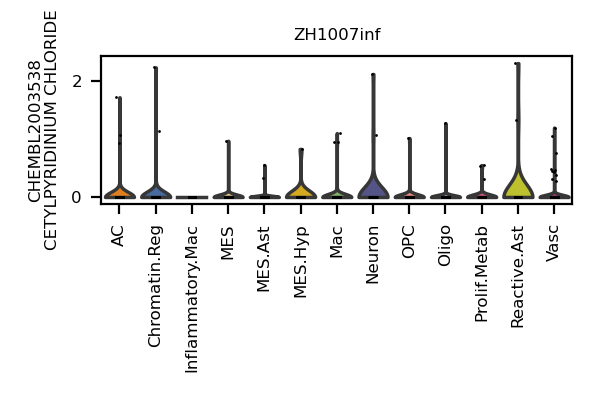 ZH1007inf
CHEMBL2003538
CETYLPYRIDINIUM CHLORIDE
2
0
AC
Chromatin.Reg
Inflammatory.Mac
MES
MES.Ast
MES.Hyp
Mac
Neuron
OPC
Oligo
Prolif.Metab
Reactive.Ast
Vasc